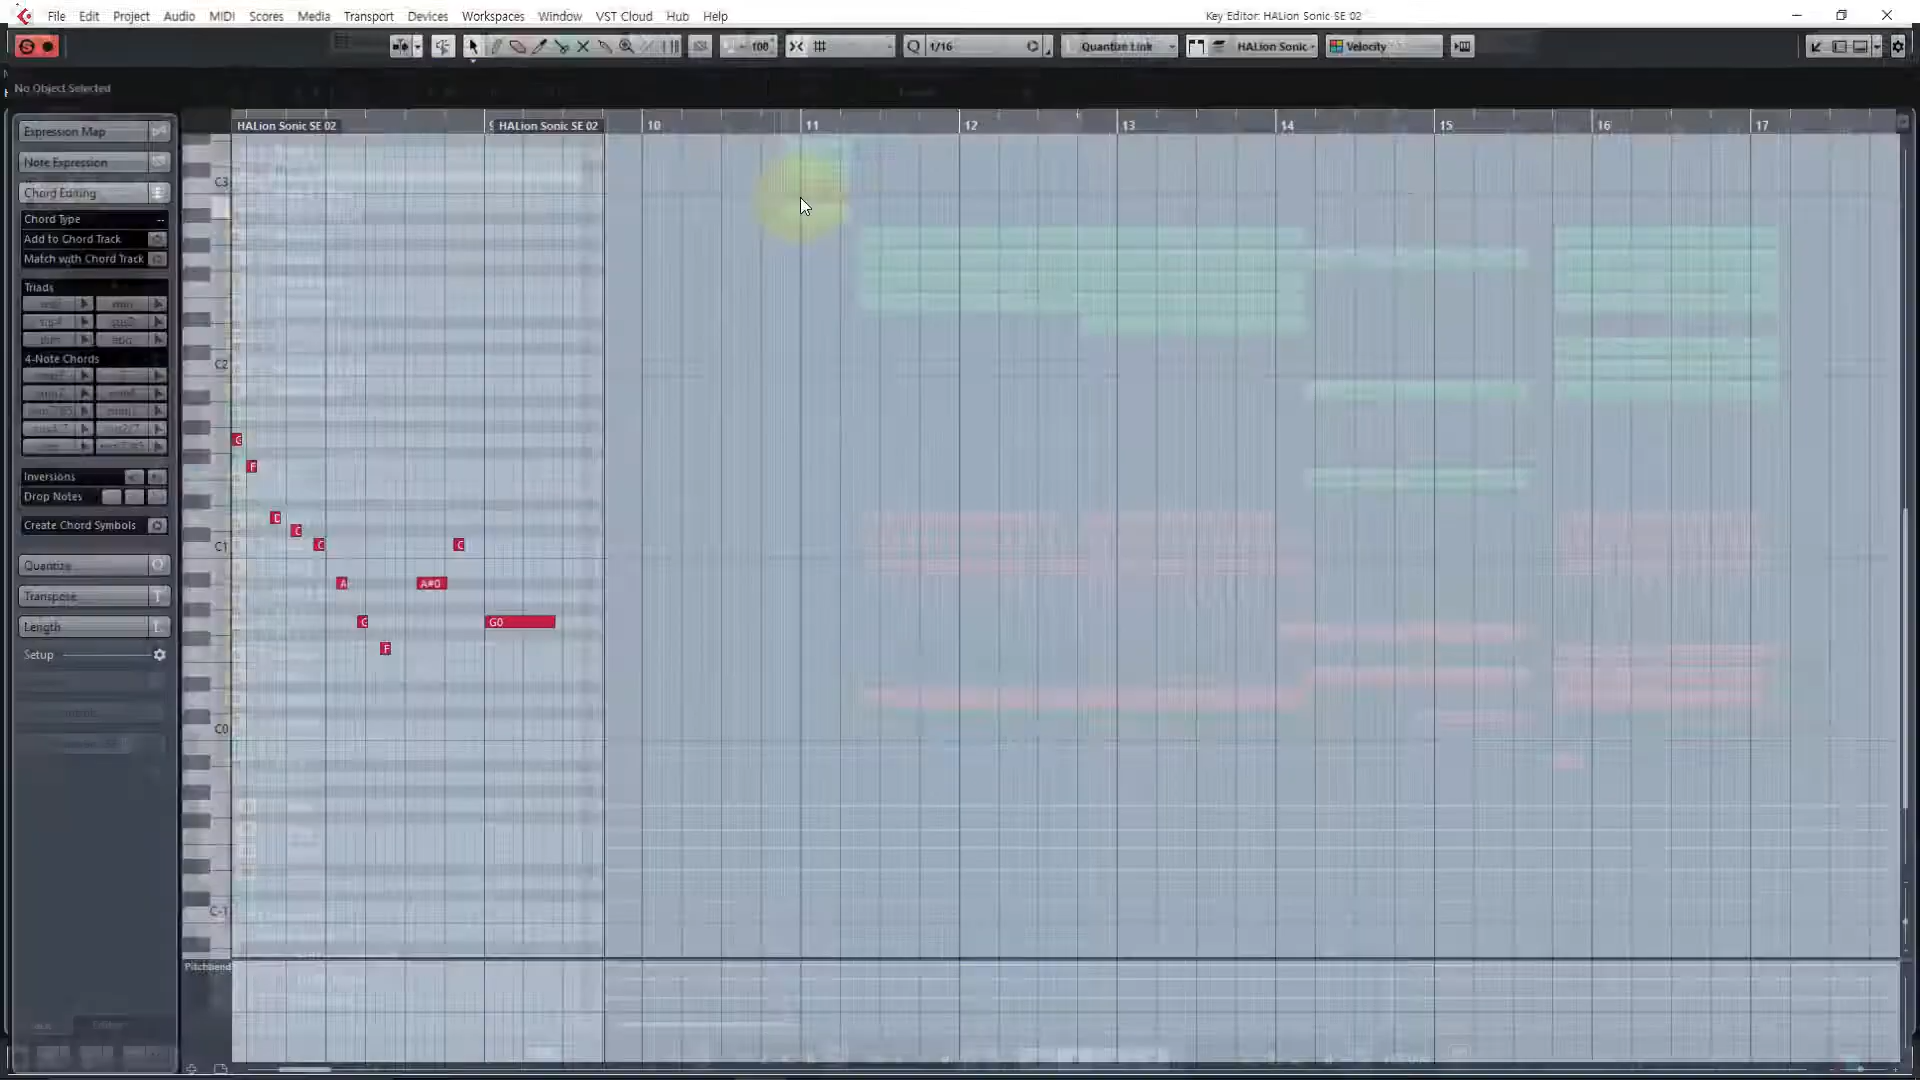 File Edit Project Audio MIDI Scores Media Transport Devices Workspaces Window VST Cloud Hub Help
Key Editor: HALion Sonic SE 02
100
1/16
Quantize Link
HALion Sonic
Velocity
No Object Selected
Expression Map
Note Expression
Chord Editing
Chord Type --
Add to Chord Track
Match with Chord Track
Triads
4-Note Chords
Inversions
Drop Notes
Create Chord Symbols
Quantize
Transpose
Length
Setup
HALion Sonic SE 02
9
HALion Sonic SE 02
10 11 12 13 14 15 16 17
C3
C2
C1
C0
C-1
F
D
C
A
F
A#0
C
G0
Pitchbend